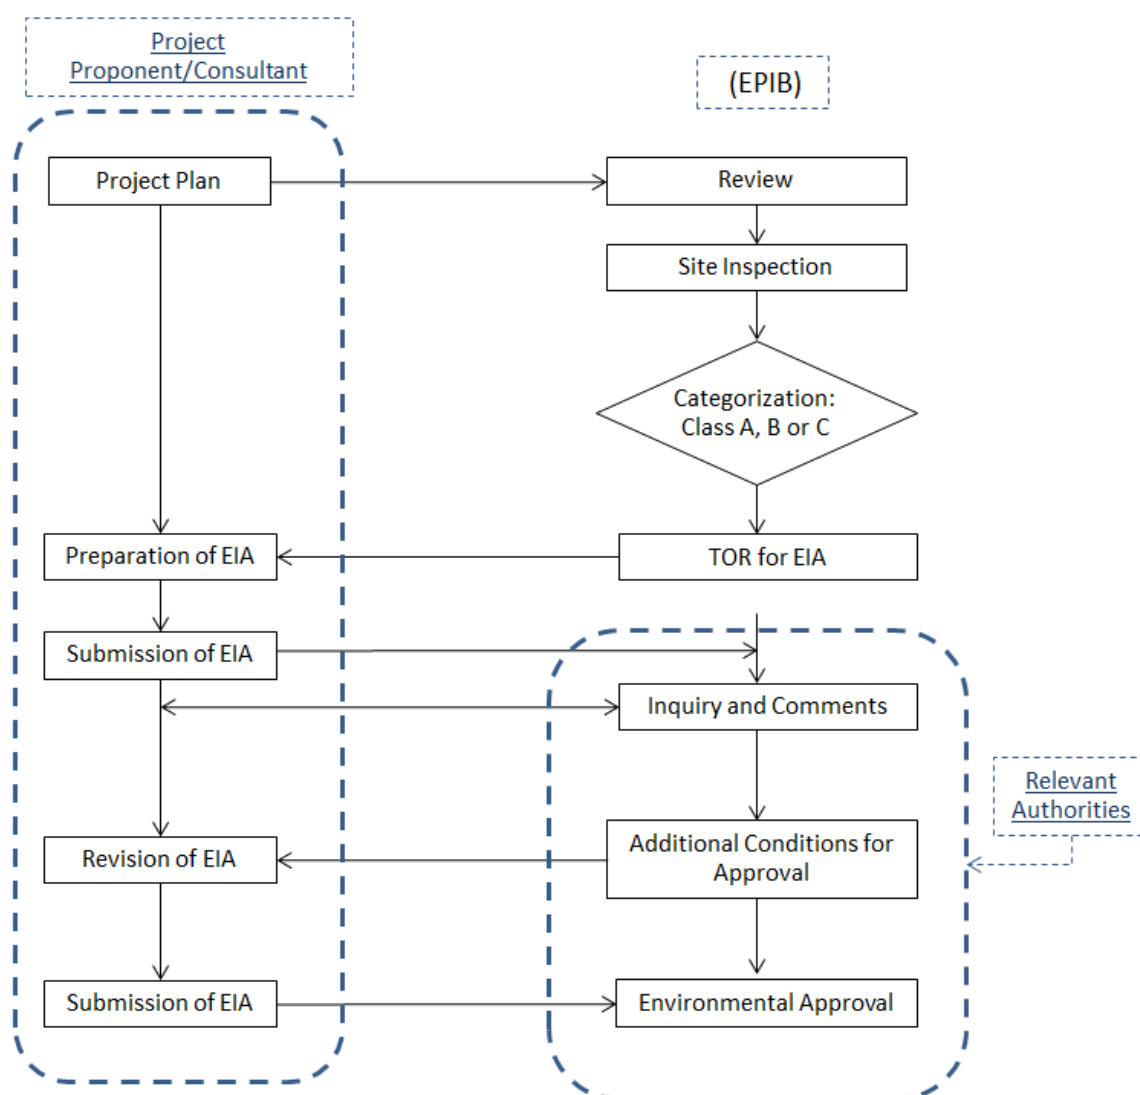 Project
Proponent/Consultant
(EPIB)
Project Plan
Review
Site Inspection
Categorization:
Class A, B or C
Preparation of EIA
TOR for EIA
Submission of EIA
Inquiry and Comments
Relevant
Authorities
Revision of EIA
Additional Conditions for
Approval
Submission of EIA
Environmental Approval